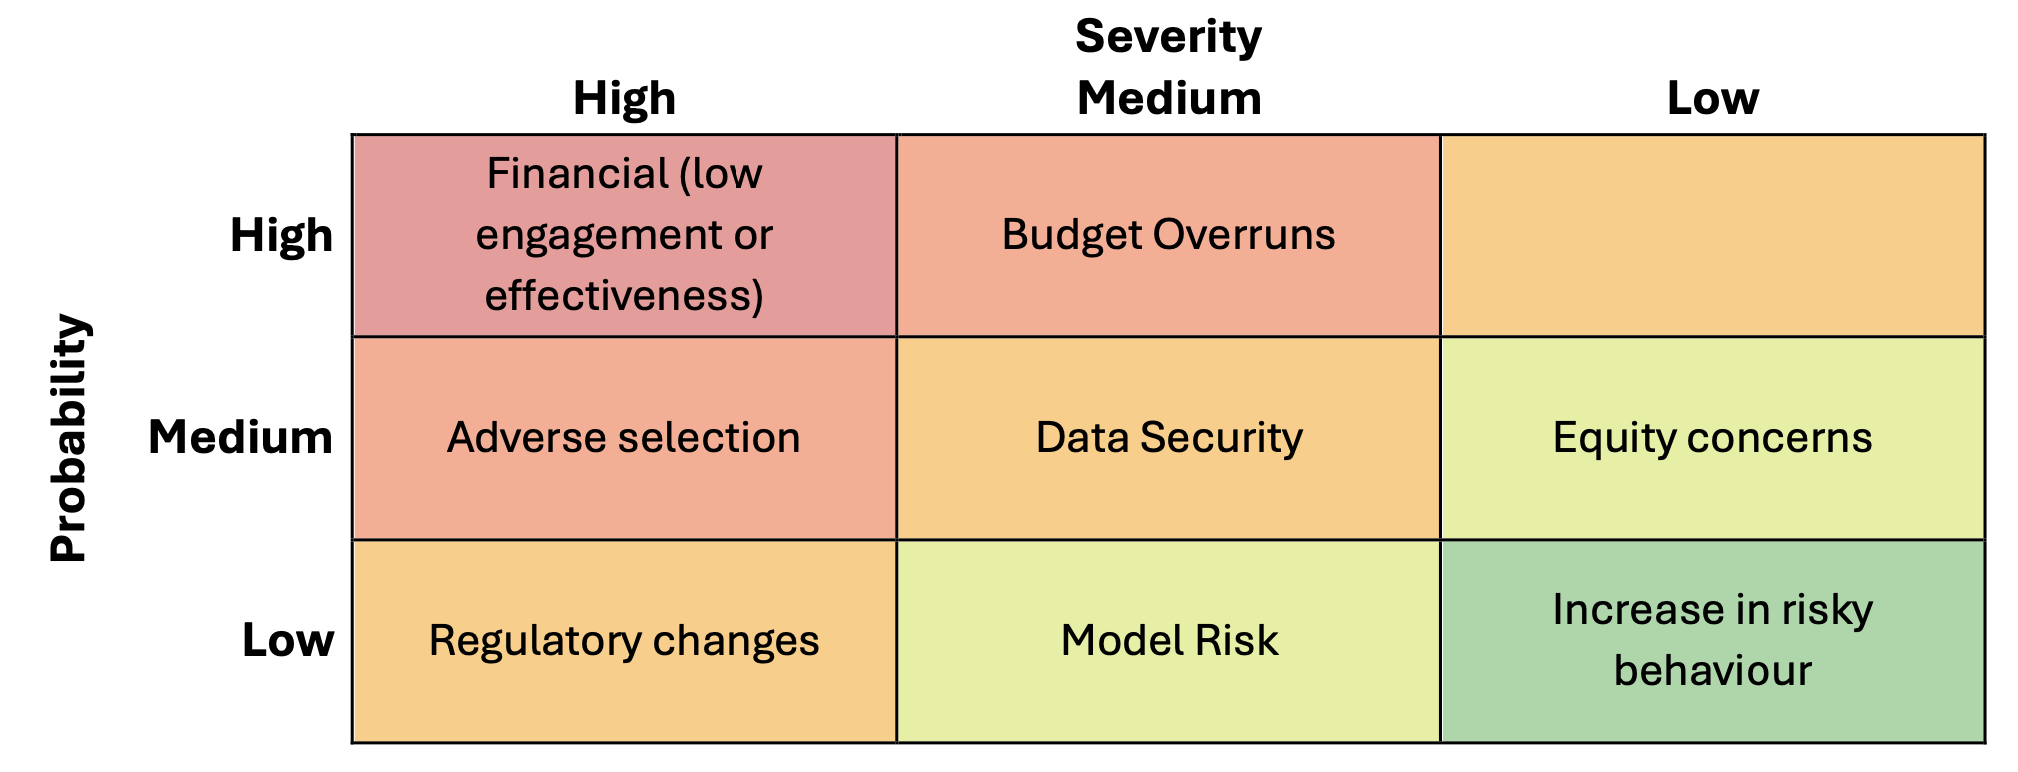 Severity
High Medium Low
High
Financial (low
engagement or
effectiveness)
Budget Overruns
Probability
Medium
Adverse selection
Data Security
Equity concerns
Low
Regulatory changes
Model Risk
Increase in risky
behaviour